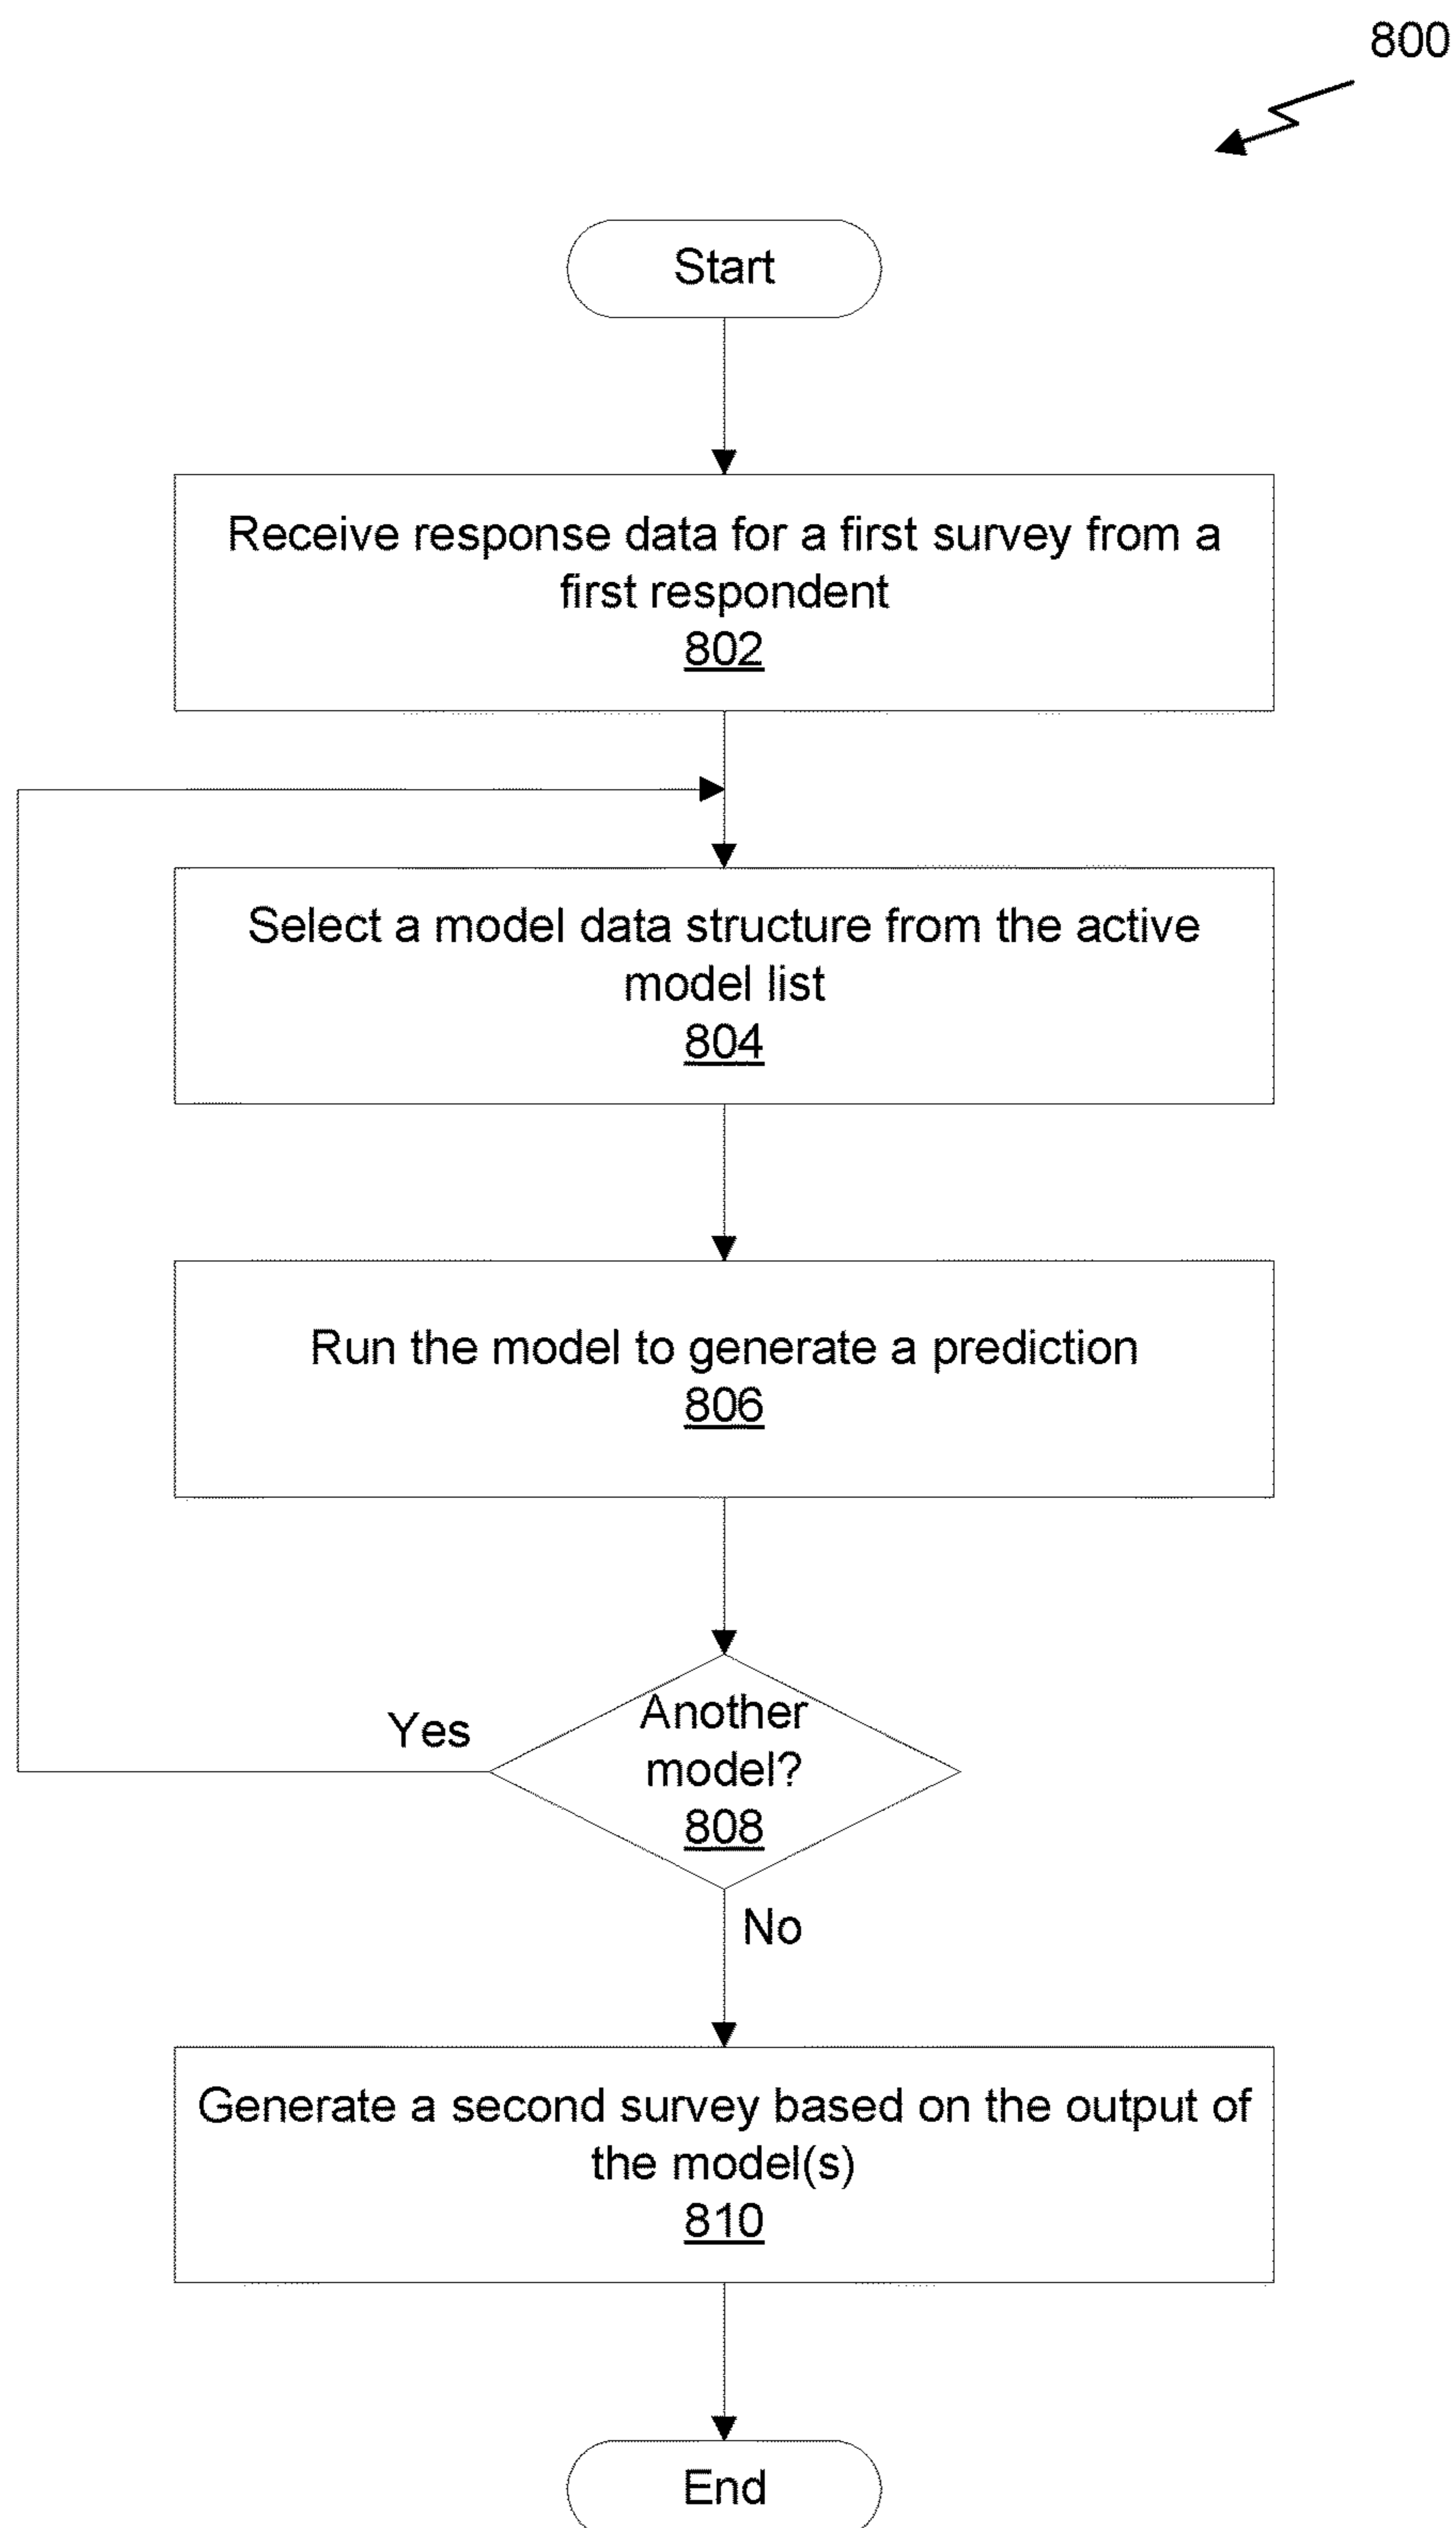 800
Start
Receive response data for a first survey from a
first respondent
802
Select a model data structure from the active
model list
804
Run the model to generate a prediction
806
Another
model?
808
Yes
No
Generate a second survey based on the output of
the model(s)
810
End